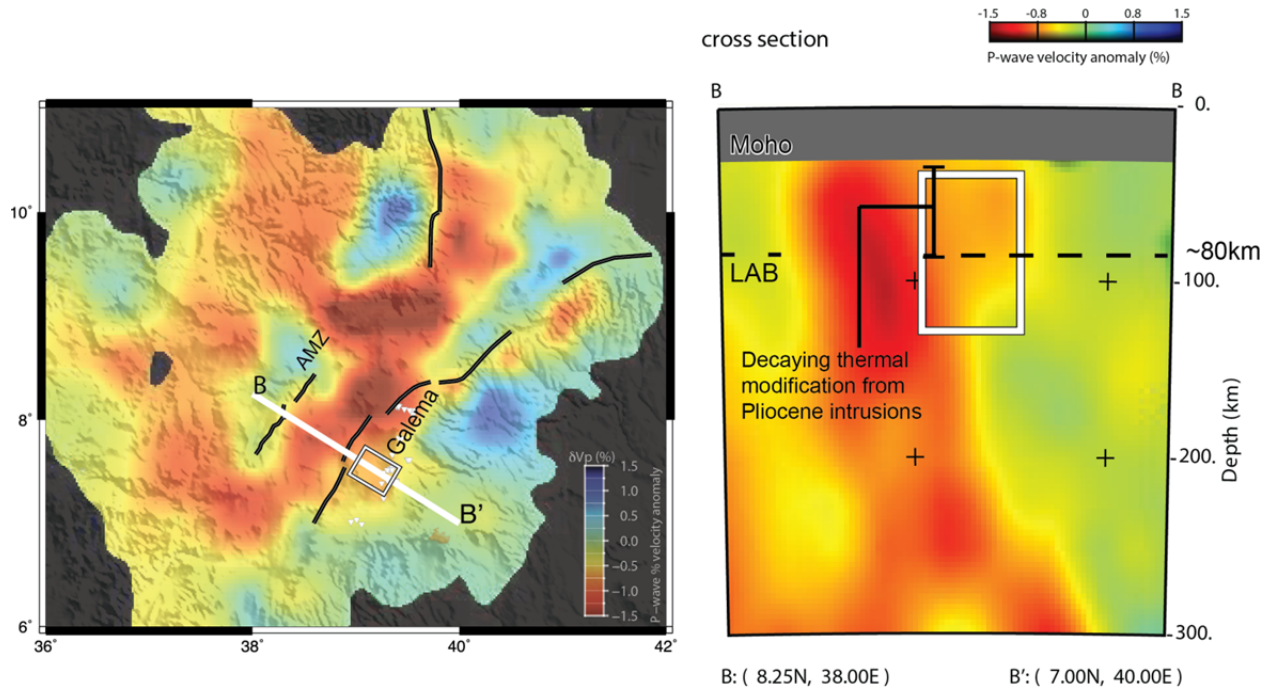 cross section
-1.5 -0.8 0 0.8 1.5
P-wave velocity anomaly (%)
B B
0.
Moho
~80km
LAB
100.
Decaying thermal
modification from
Pliocene intrusions
200.
Depth (km)
300.
B: ( 8.25N, 38.00E ) B': ( 7.00N, 40.00E )
10˚
8˚
6˚
36˚ 38˚ 40˚ 42˚
AMZ
B
Galema
B’
δVp (%)
1.5
1.0
0.5
0.0
−0.5
−1.0
−1.5
P−wave % velocity anomaly